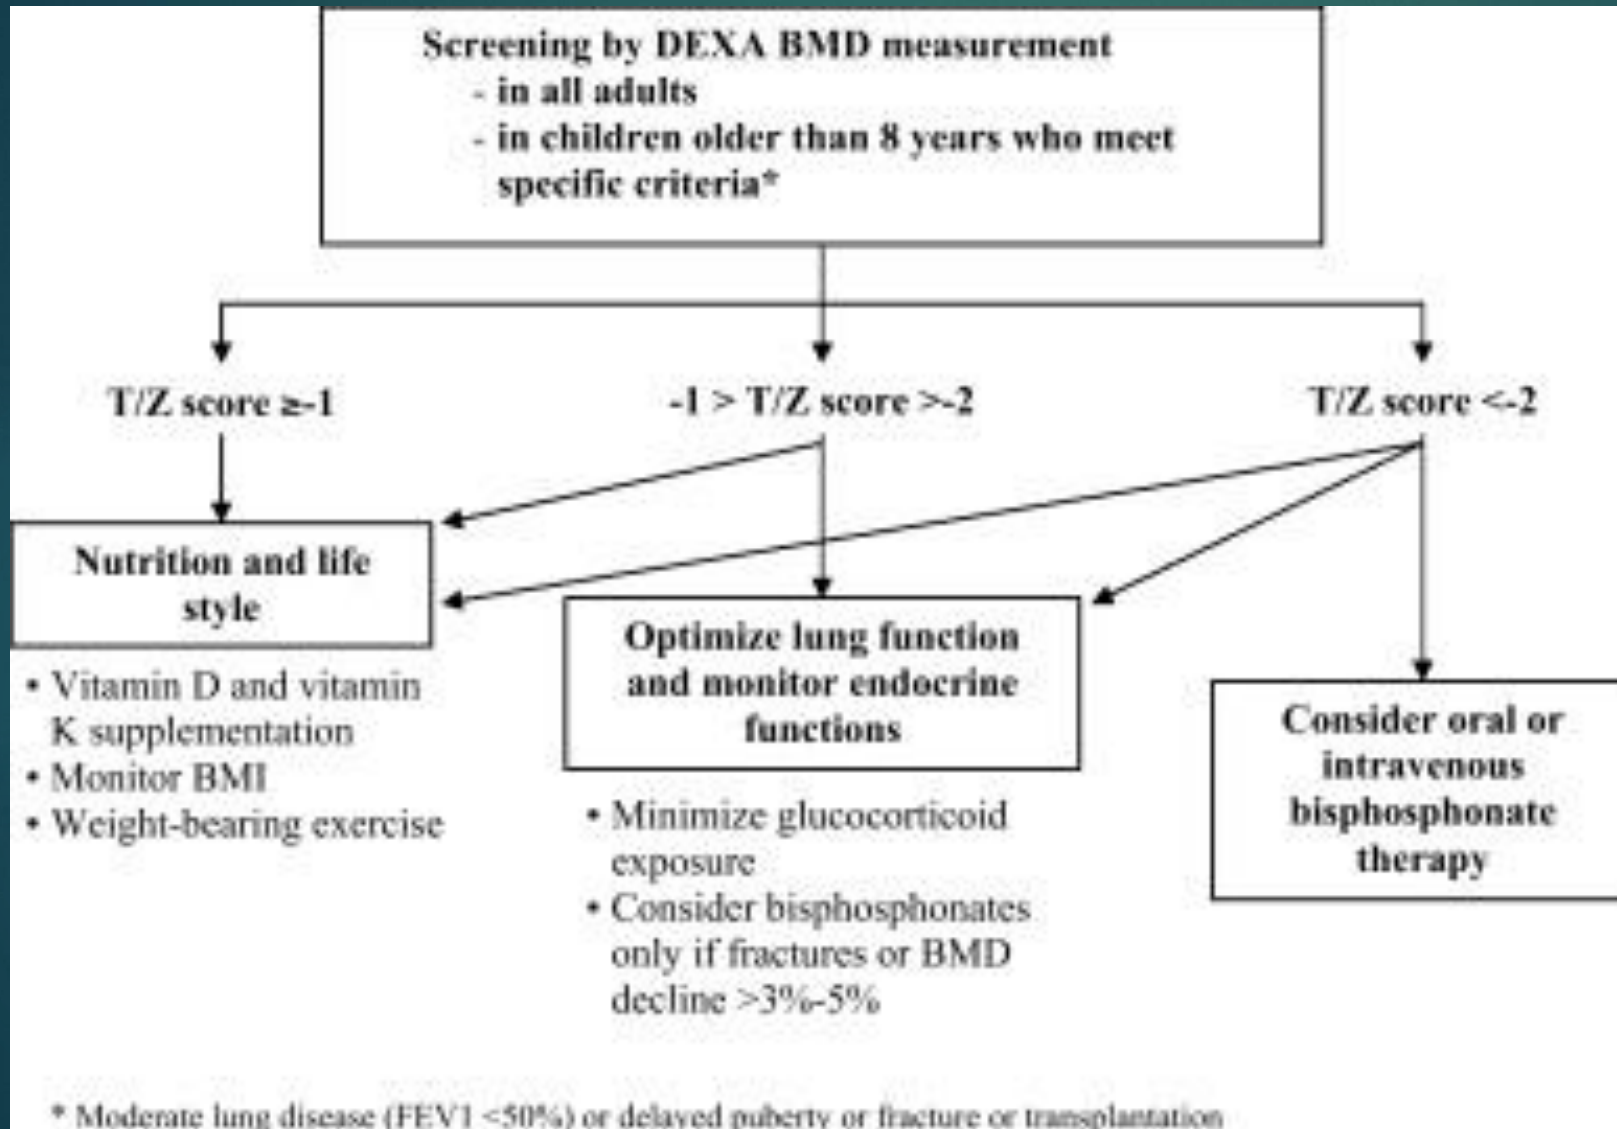 Screening by DEXA BMD measurement
- in all adults
- in children older than 8 years who meet
specific criteria*
T/Z score ≥-1
-1 > T/Z score >-2
T/Z score <-2
Nutrition and life
style
• Vitamin D and vitamin
K supplementation
• Monitor BMI
• Weight-bearing exercise
Optimize lung function
and monitor endocrine
functions
• Minimize glucocorticoid
exposure
• Consider bisphosphonates
only if fractures or BMD
decline >3%-5%
Consider oral or
intravenous
bisphosphonate
therapy
* Moderate lung disease (FEV1 <50%) or delayed puberty or fracture or transplantation